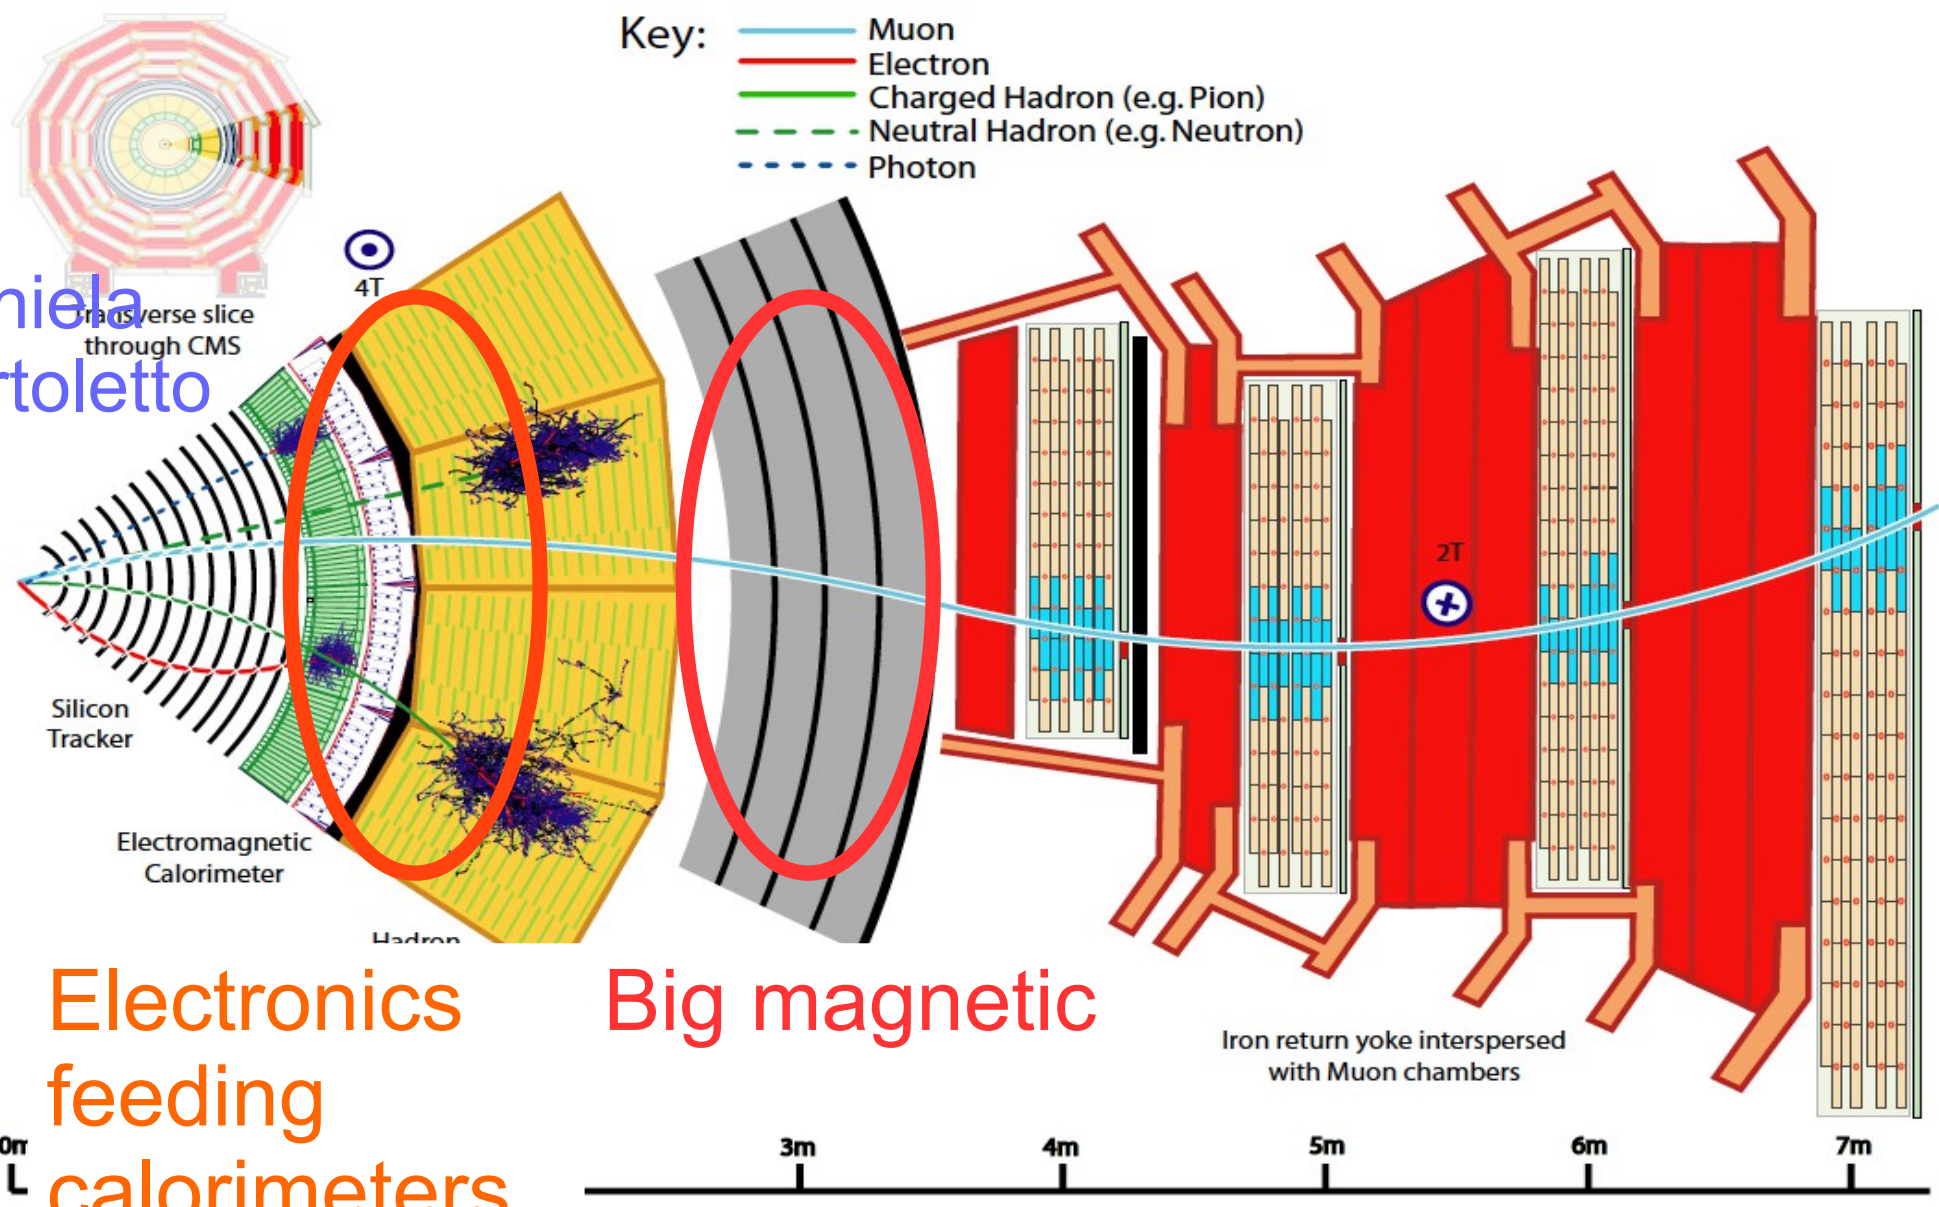 Key:
Muon
Electron
Charged Hadron (e.g. Pion)
Neutral Hadron (e.g. Neutron)
Photon
4T
niela
rtoletto
Transverse slice
through CMS
2T
Silicon
Tracker
Electromagnetic
Calorimeter
Hadron
Electronics
feeding
calorimeters
Big magnetic
Iron return yoke interspersed
with Muon chambers
0m
3m
4m
5m
6m
7m